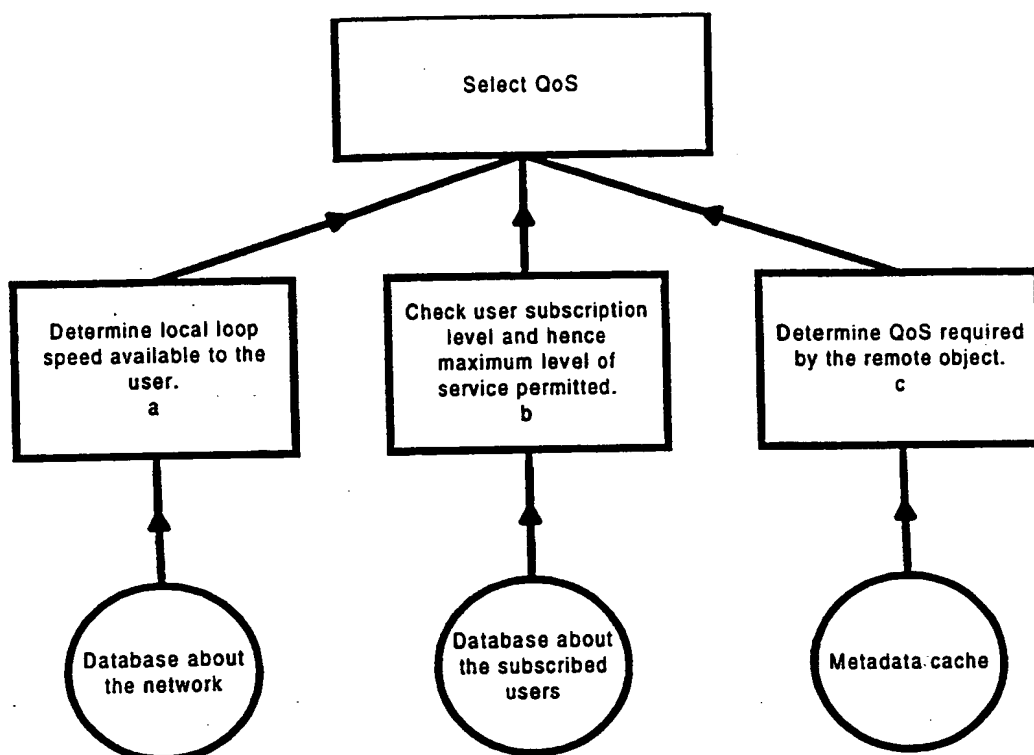 Select QoS
Determine local loop
speed available to the
user.
a
Check user subscription
level and hence
maximum level of
service permitted.
b
Determine QoS required
by the remote object.
c
Database about
the network
Database about
the subscribed
users
Metadata cache